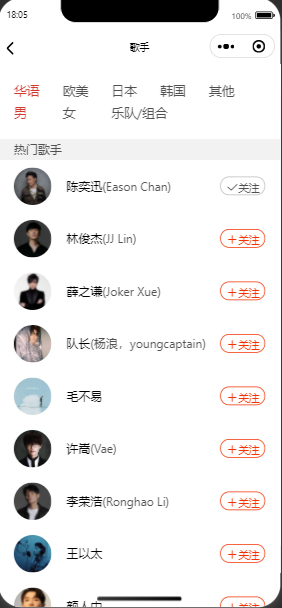 18:05 100%
歌手
华语 欧美 日本 韩国 其他
男 女 乐队/组合
热门歌手
陈奕迅(Eason Chan) 关注
林俊杰(JJ Lin) +关注
薛之谦(Joker Xue) +关注
队长(杨浪，youngcaptain) +关注
毛不易 +关注
许嵩(Vae) +关注
李荣浩(Ronghao Li) +关注
王以太 +关注
颜人中 +关注